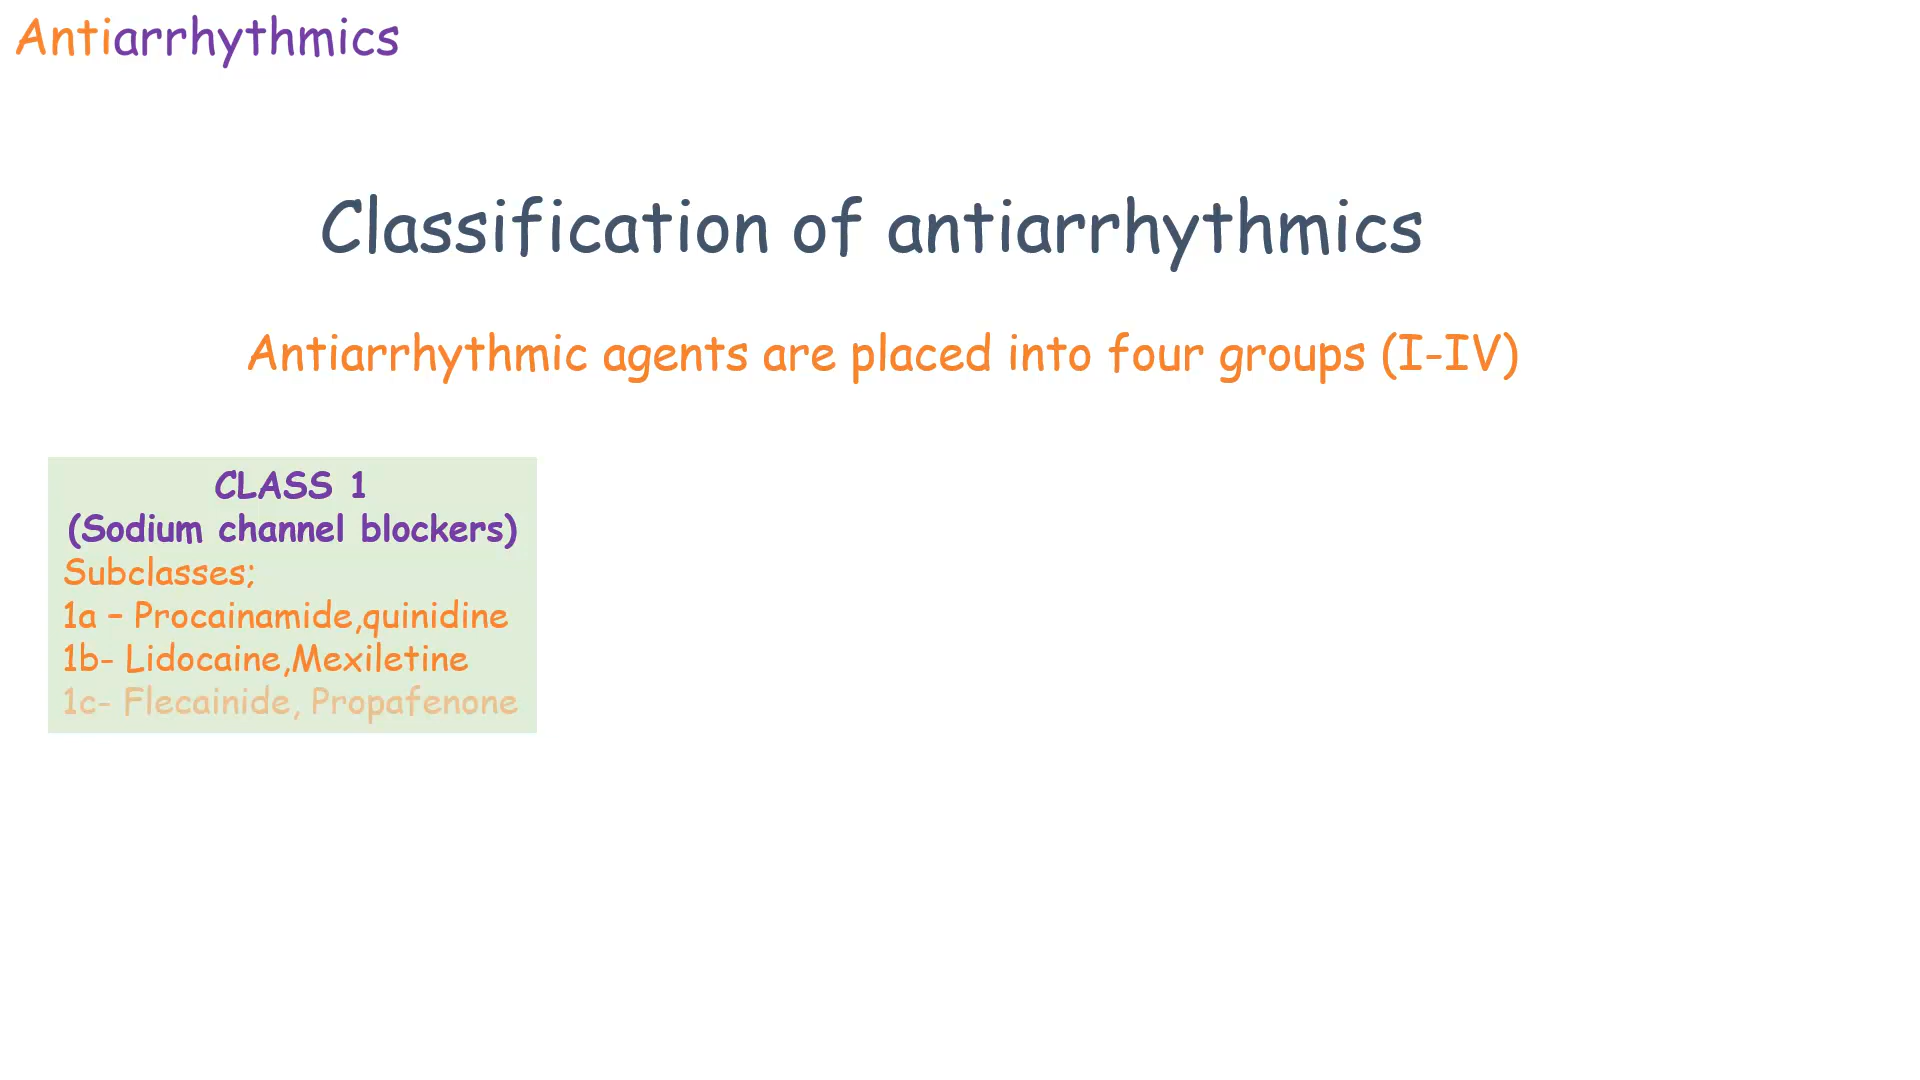 Antiarrhythmics
Classification of antiarrhythmics
Antiarrhythmic agents are placed into four groups (I-IV)
CLASS 1
(Sodium channel blockers)
Subclasses;
1a – Procainamide,quinidine
1b- Lidocaine,Mexiletine
1c- Flecainide, Propafenone